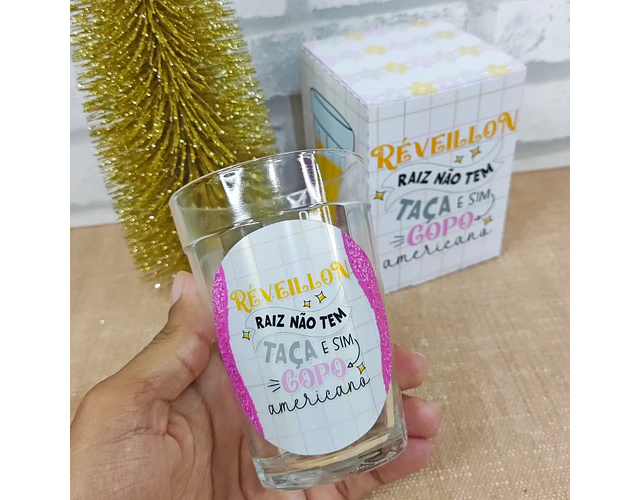 RÉVEILLON
RAIZ NÃO TEM
TAÇA E SIM
COPO
americano
RÉVEILLON
RAIZ NÃO TEM
TAÇA E SIM
COPO
americano